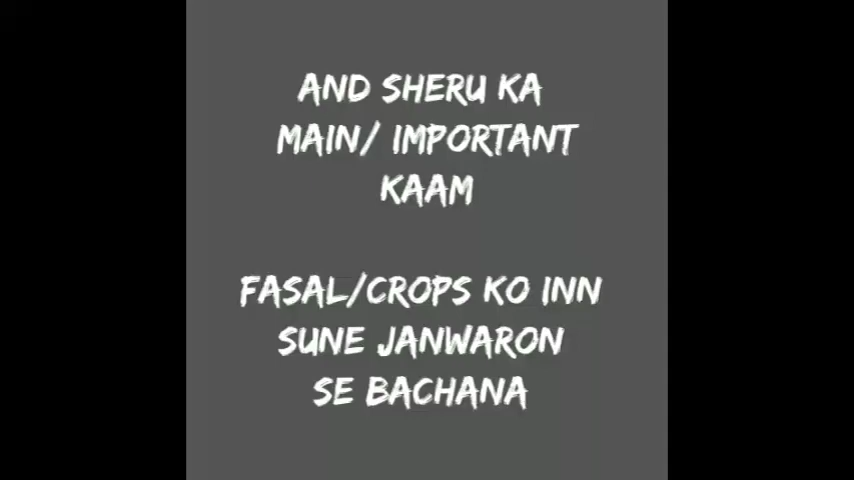 AND SHERU KA
MAIN/ IMPORTANT
KAAM
FASAL/CROPS KO INN
SUNE JANWARON
SE BACHANA